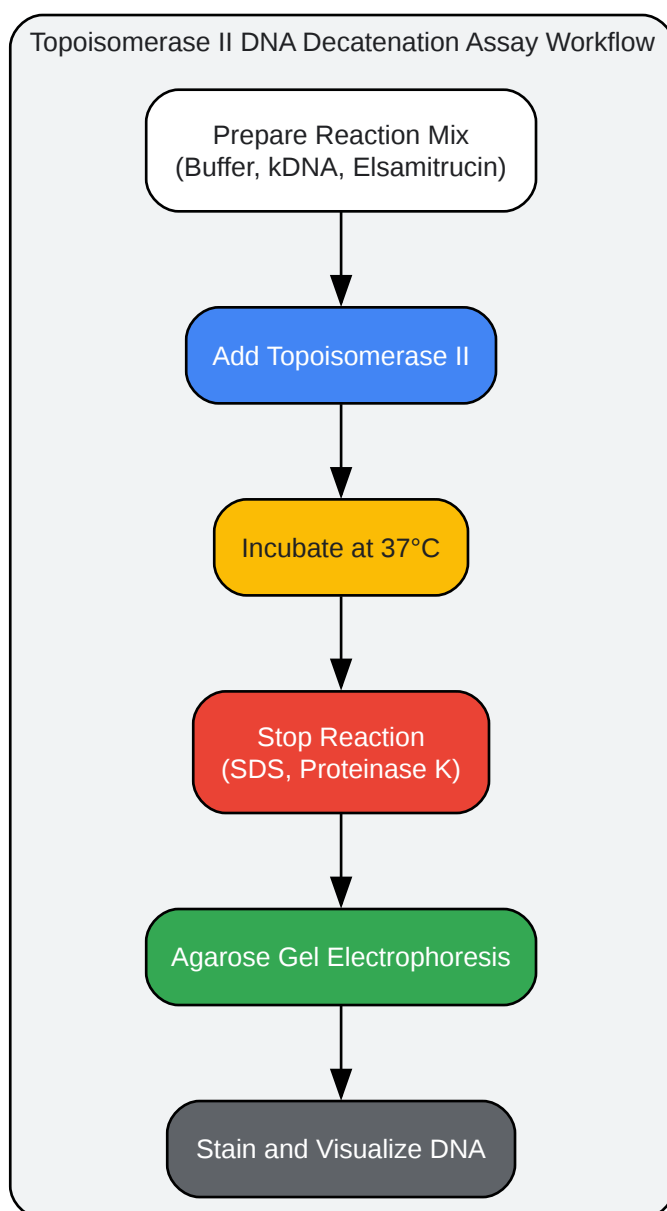 Topoisomerase II DNA Decatenation Assay Workflow
Prepare Reaction Mix
(Buffer, kDNA, Elsamitrucin)
Add Topoisomerase II
Incubate at 37°C
Stop Reaction
(SDS, Proteinase K)
Agarose Gel Electrophoresis
Stain and Visualize DNA